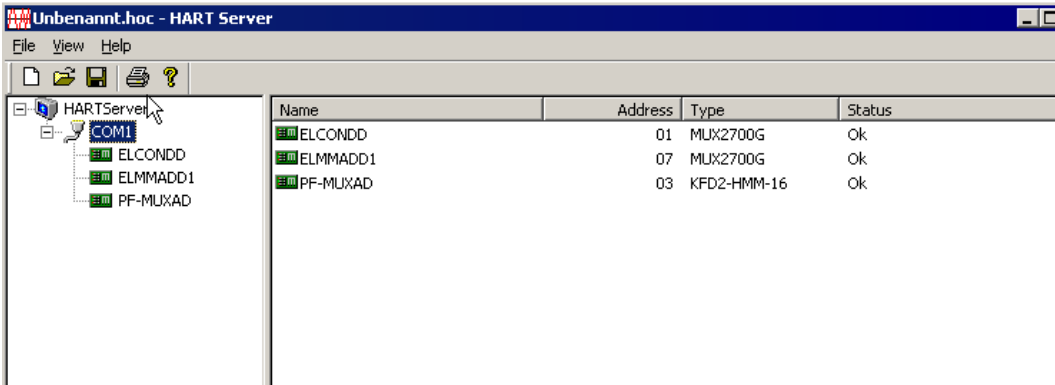 Unbenannt.hoc - HART Server
File View Help
HARTServer
COM1
ELCONDD
ELMMADD1
PF-MUXAD
Name Address Type Status
ELCONDD 01 MUX2700G Ok
ELMMADD1 07 MUX2700G Ok
PF-MUXAD 03 KFD2-HMM-16 Ok